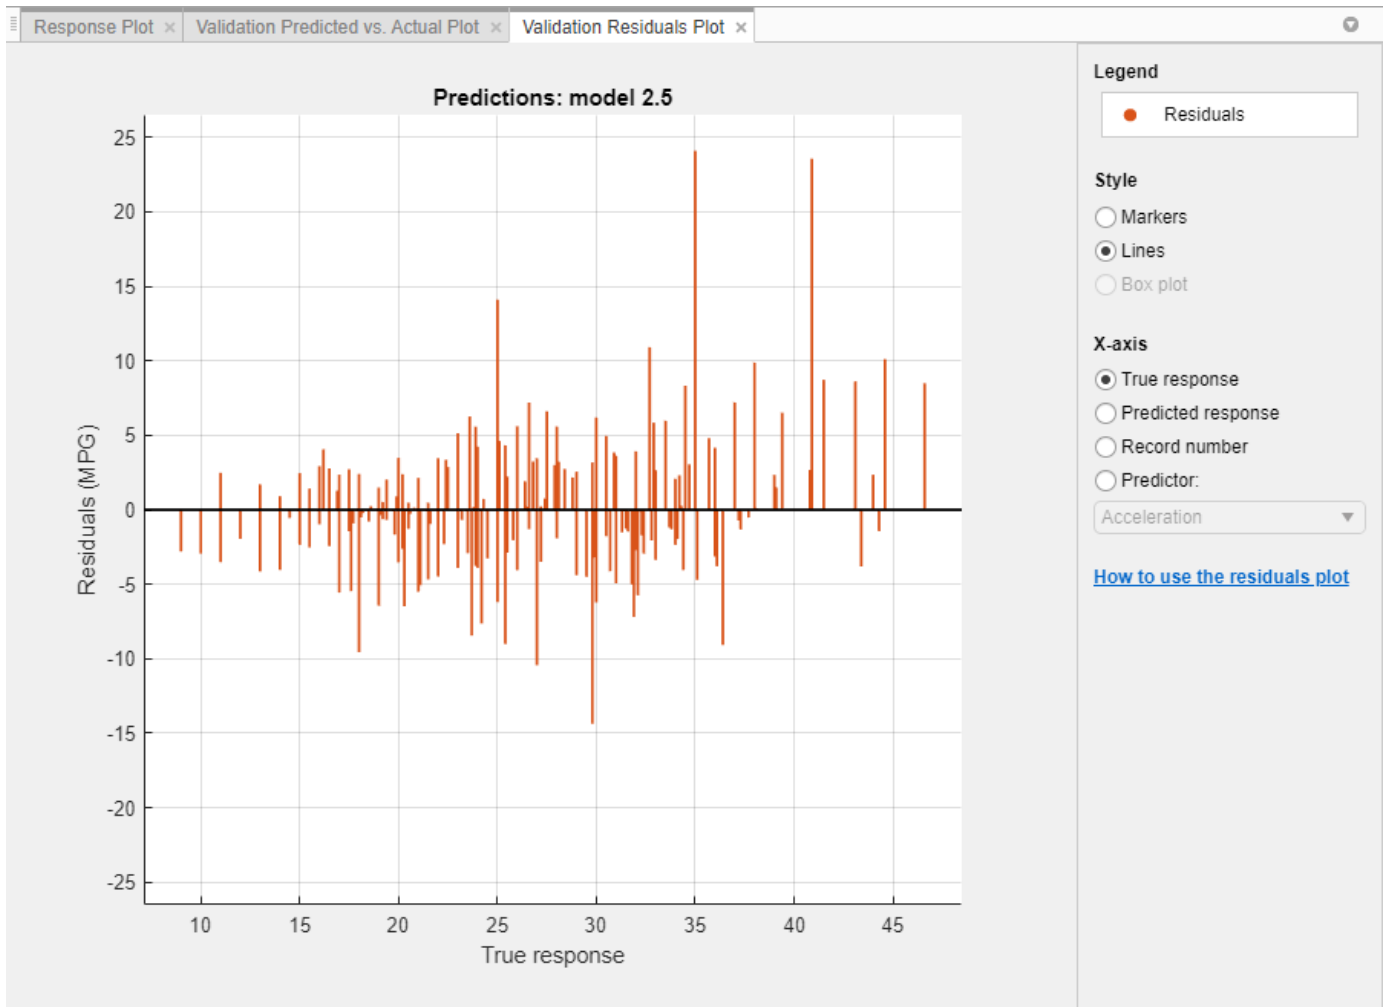 Response Plot × Validation Predicted vs. Actual Plot × Validation Residuals Plot ×
Predictions: model 2.5
25
20
15
10
5
0
-5
-10
-15
-20
-25
Residuals (MPG)
10 15 20 25 30 35 40 45
True response
Legend
Residuals
Style
Markers
Lines
Box plot
X-axis
True response
Predicted response
Record number
Predictor:
Acceleration
How to use the residuals plot